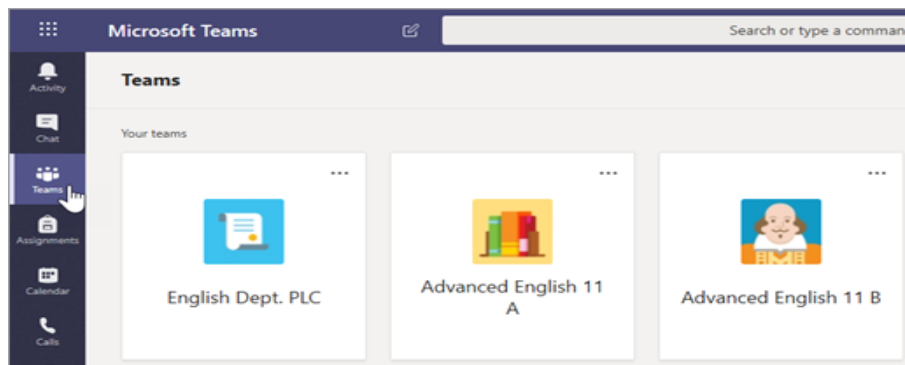 Microsoft Teams
Search or type a comman
Activity
Teams
Chat
Your teams
Teams
Assignments
English Dept. PLC
Advanced English 11
A
Advanced English 11 B
Calendar
Calls